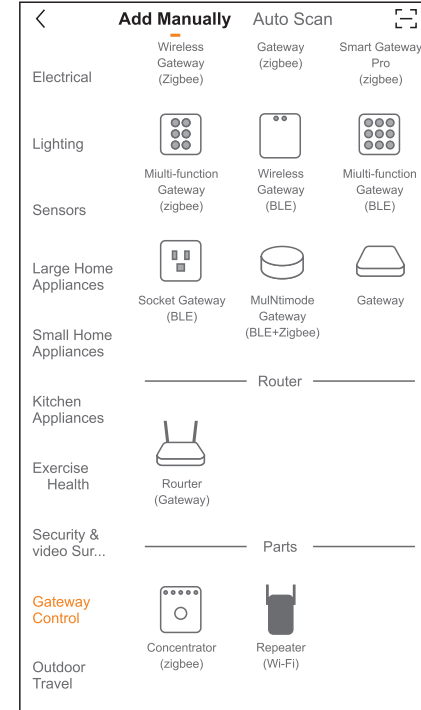 Add Manually Auto Scan
Electrical
Lighting
Sensors
Large Home
Appliances
Small Home
Appliances
Kitchen
Appliances
Exercise
Health
Security &
video Sur...
Gateway
Control
Outdoor
Travel
Wireless
Gateway
(Zigbee)
Gateway
(zigbee)
Smart Gateway
Pro
(zigbee)
Miulti-function
Gateway
(zigbee)
Wireless
Gateway
(BLE)
Miulti-function
Gateway
(BLE)
Socket Gateway
(BLE)
MulNtimode
Gateway
(BLE+Zigbee)
Gateway
Router
Rourter
(Gateway)
Parts
Concentrator
(zigbee)
Repeater
(Wi-Fi)